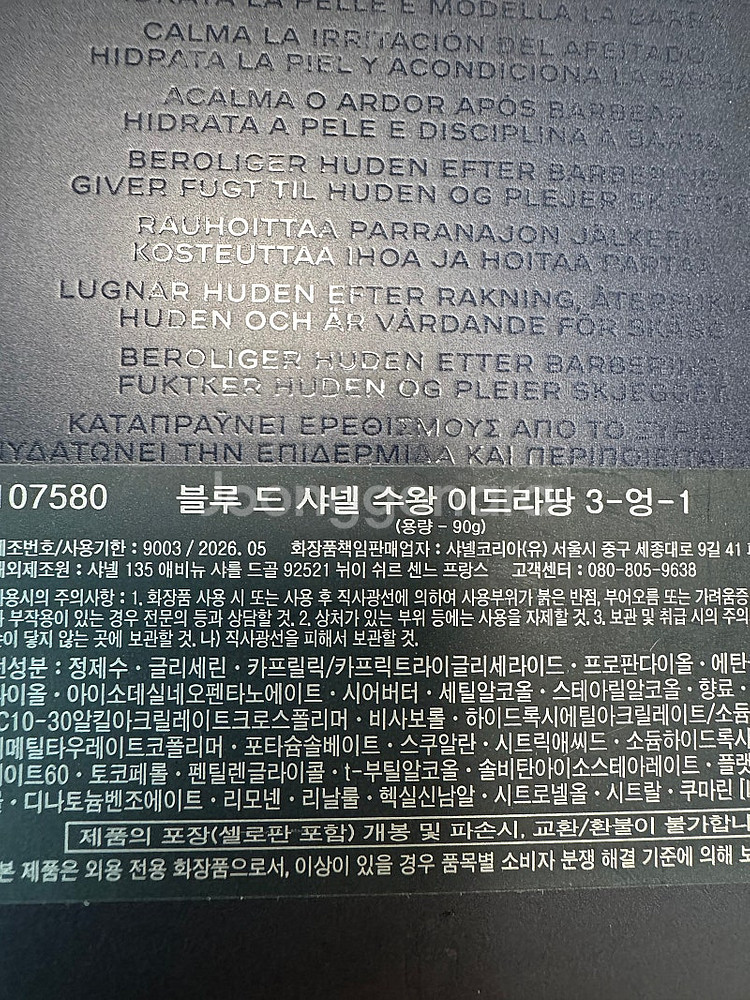 IDRATA LA PELLE E MODELLA LA BARBA
CALMA LA IRRITACIÓN DEL AFEITADO
HIDRATA LA PIEL Y ACONDICIONA LA BARBA
ACALMA O ARDOR APÓS BARBEAR
HIDRATA A PELE E DISCIPLINA A BARBA
BEROLIGER HUDEN EFTER
GIVER FUGT TIL HUDEN OG PLEJER
RAUHOITTAA PARRANAJON
KOSTEUTTAA IHOA JA HOITAA PARTAA
LUGNAR HUDEN EFTER RAKNING,
HUDEN OCH ÄR VÅRDANDE FÖR
BEROLIGER HUDEN ETTER
FUKTKER HUDEN OG PLEIER SKJEGGET
ΚΑΤΑΠΡΑΫΝΕΙ ΕΡΕΘΙΣΜΟΥΣ ΑΠΟ ΤΟ
ΝΥΔΑΤΩΝΕΙ ΤΗΝ ΕΠΙΔΕΡΜΙΔΑ ΚΑΙ ΠΕΡΙΠΟΙΕΙΤΑΙ
107580 블루 드 샤넬 수왕 이드라땅 3-엉-1
(용량 - 90g)
제조번호/사용기한 : 9003 / 2026. 05 화장품책임판매업자 : 샤넬코리아(유) 서울시 중구 세종대로 9길 41
해외제조원 : 샤넬 135 애비뉴 샤를 드골 92521 뉘이 쉬르 센느 프랑스 고객센터 : 080-805-9638
사용시의 주의사항 : 1. 화장품 사용 시 또는 사용 후 직사광선에 의하여 사용부위가 붉은 반점, 부어오름 또는 가려움증
부작용이 있는 경우 전문의 등과 상담할 것. 2. 상처가 있는 부위 등에는 사용을 자제할 것. 3. 보관 및 취급 시의 주의
손이 닿지 않는 곳에 보관할 것. 나) 직사광선을 피해서 보관할 것.
전성분 : 정제수 · 글리세린 · 카프릴릭/카프릭트라이글리세라이드 · 프로판다이올 · 에탄
다이올 · 아이소데실네오펜타노에이트 · 시어버터 · 세틸알코올 · 스테아릴알코올 · 향료 ·
C10-30알킬아크릴레이트크로스폴리머 · 비사보롤 · 하이드록시에틸아크릴레이트/소듐
이메틸타우레이트코폴리머 · 포타슘솔베이트 · 스쿠알란 · 시트릭애씨드 · 소듐하이드록시
이트60 · 토코페롤 · 펜틸렌글라이콜 · t-부틸알코올 · 솔비탄아이소스테아레이트 ·
· 디나토늄벤조에이트 · 리모넨 · 리날룰 · 헥실신남알 · 시트로넬올 · 시트랄 · 쿠마린
제품의 포장(셀로판 포함) 개봉 및 파손시, 교환/환불이 불가합니
본 제품은 외용 전용 화장품으로서, 이상이 있을 경우 품목별 소비자 분쟁 해결 기준에 의해 보